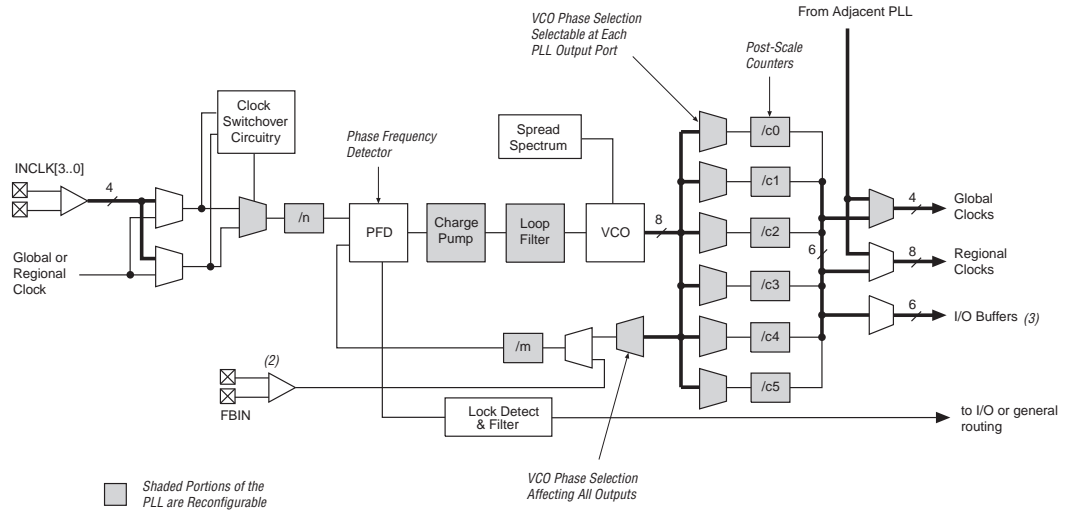 From Adjacent PLL
VCO Phase Selection
Selectable at Each
PLL Output Port
Post-Scale
Counters
Clock
Switchover
Circuitry
Phase Frequency
Detector
Spread
Spectrum
/c0
INCLK[3..0]
4
/c1
4
Global
Clocks
/n
PFD
Charge
Pump
Loop
Filter
VCO
8
/c2
6
8
Regional
Clocks
Global or
Regional
Clock
/c3
6
I/O Buffers (3)
/m
/c4
(2)
FBIN
/c5
Lock Detect
& Filter
to I/O or general
routing
VCO Phase Selection
Affecting All Outputs
Shaded Portions of the
PLL are Reconfigurable